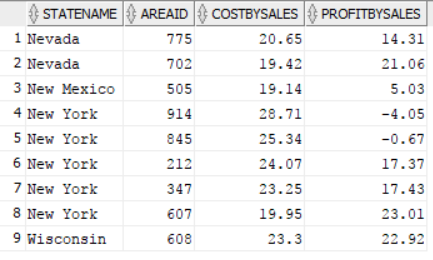 STATENAME AREAID COSTBYSALES PROFITBYSALES
1 Nevada 775 20.65 14.31
2 Nevada 702 19.42 21.06
3 New Mexico 505 19.14 5.03
4 New York 914 28.71 -4.05
5 New York 845 25.34 -0.67
6 New York 212 24.07 17.37
7 New York 347 23.25 17.43
8 New York 607 19.95 23.01
9 Wisconsin 608 23.3 22.92